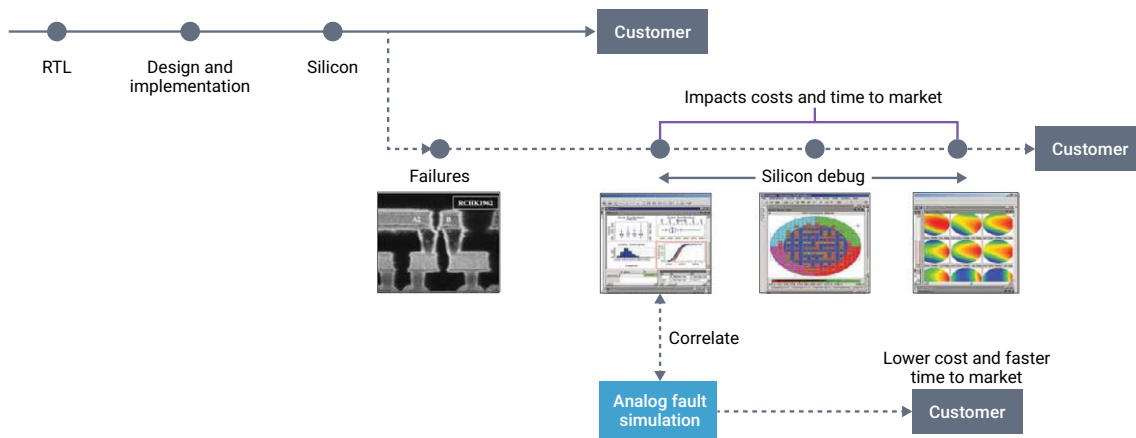 Customer
RTL
Design and
implementation
Silicon
Impacts costs and time to market
Customer
Failures
Silicon debug
RCHK1962
A2
B
Correlate
Lower cost and faster
time to market
Analog fault
simulation
Customer